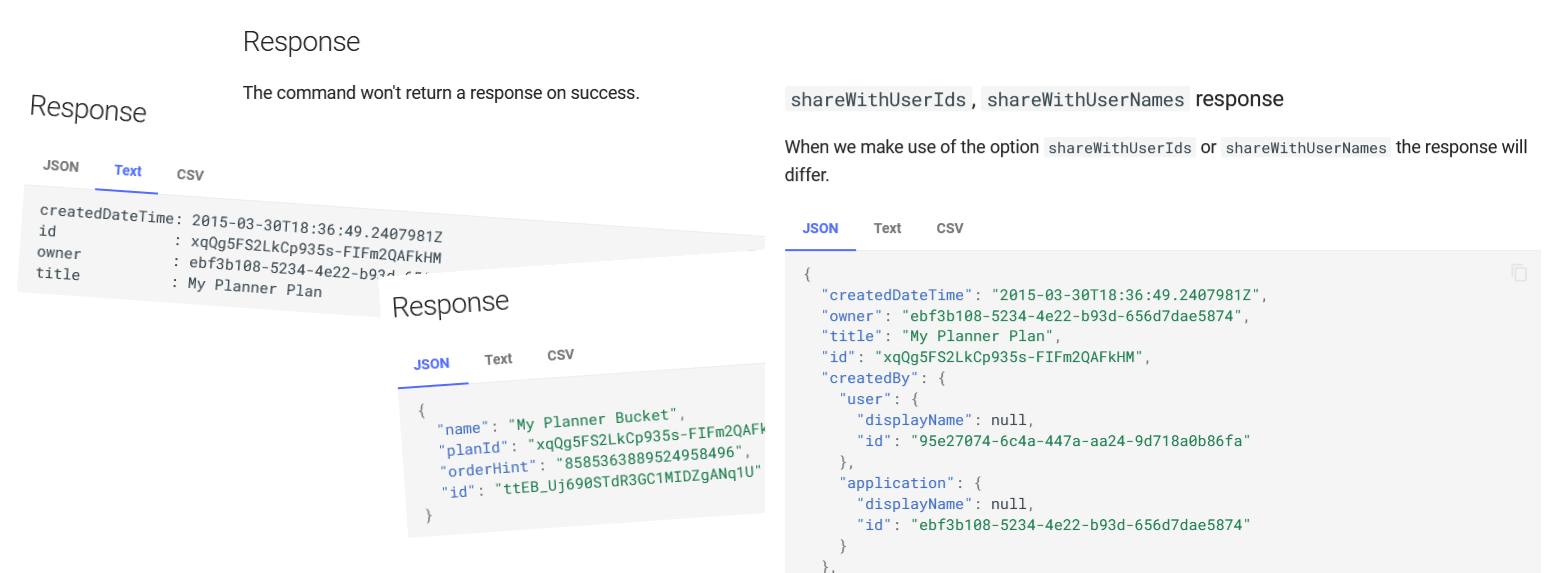 Response
The command won't return a response on success.
Response
JSON Text CSV
createdDateTime: 2015-03-30T18:36:49.2407981Z
id : xqQg5FS2LkCp935s-FIFm2QAFkHM
owner : ebf3b108-5234-4e22-b93d-
title : My Planner Plan
Response
JSON Text CSV
{
"name": "My Planner Bucket",
"planId": "xqQg5FS2LkCp935s-FIFm2QAFk
"orderHint": "8585363889524958496",
"id": "ttEB_Uj690STdR3GC1MIDZgANq1U"
}
shareWithUserIds, shareWithUserNames response
When we make use of the option shareWithUserIds or shareWithUserNames the response will
differ.
JSON Text CSV
{
"createdDateTime": "2015-03-30T18:36:49.2407981Z",
"owner": "ebf3b108-5234-4e22-b93d-656d7dae5874",
"title": "My Planner Plan",
"id": "xqQg5FS2LkCp935s-FIFm2QAFkHM",
"createdBy": {
"user": {
"displayName": null,
"id": "95e27074-6c4a-447a-aa24-9d718a0b86fa"
},
"application": {
"displayName": null,
"id": "ebf3b108-5234-4e22-b93d-656d7dae5874"
}
},